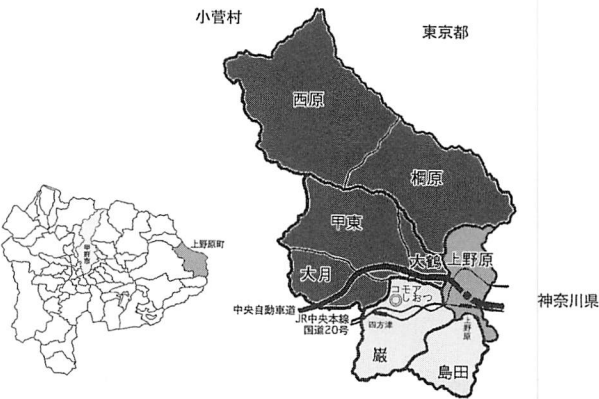 小菅村
東京都
西原
棡原
甲東
大鶴
上野原
大月
コモア
しおつ
中央自動車道
JR中央本線
国道20号
四方津
上野原
神奈川県
巌
島田
上野原町
甲府市